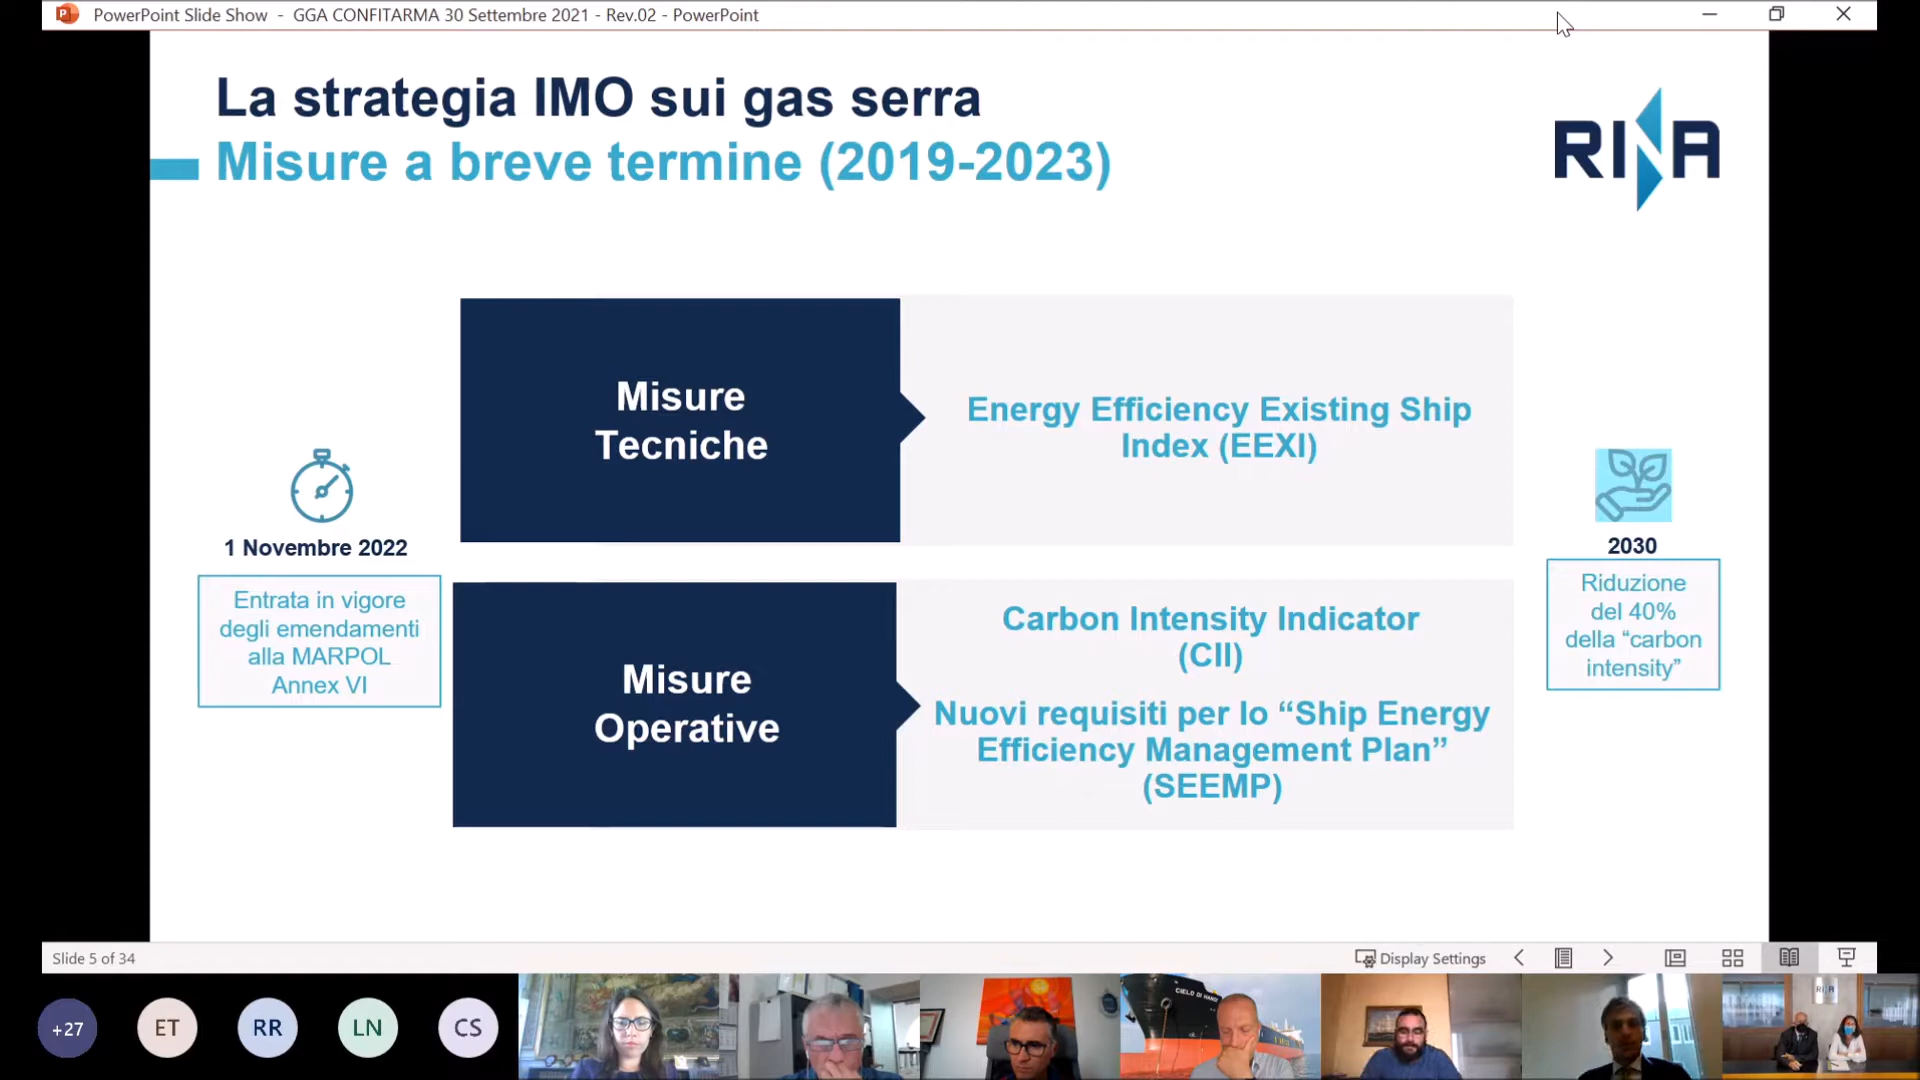 PowerPoint Slide Show - GGA CONFITARMA 30 Settembre 2021 - Rev.02 - PowerPoint
La strategia IMO sui gas serra
Misure a breve termine (2019-2023)
RINA
Misure
Tecniche
Energy Efficiency Existing Ship
Index (EEXI)
1 Novembre 2022
Entrata in vigore
degli emendamenti
alla MARPOL
Annex VI
Misure
Operative
Carbon Intensity Indicator
(CII)
Nuovi requisiti per lo “Ship Energy
Efficiency Management Plan”
(SEEMP)
2030
Riduzione
del 40%
della “carbon
intensity”
Slide 5 of 34
Display Settings
+27
ET
RR
LN
CS
CIELO DI HANOI
RINA